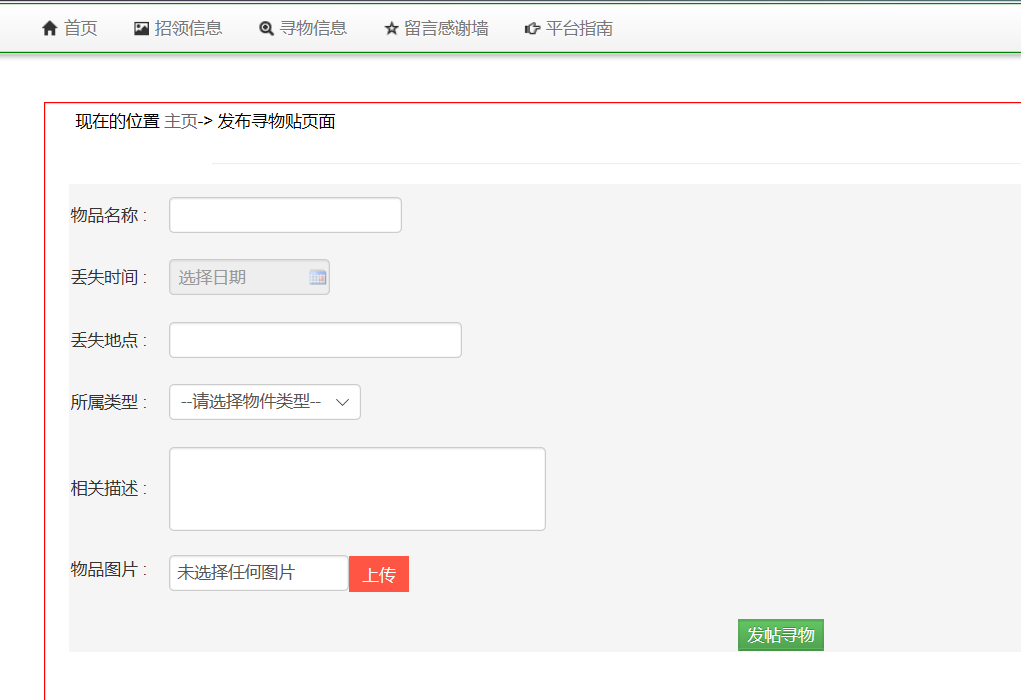 首页 招领信息 寻物信息 留言感谢墙 平台指南
现在的位置 主页-> 发布寻物贴页面
物品名称 :
丢失时间 : 选择日期
丢失地点 :
所属类型 : --请选择物件类型--
相关描述 :
物品图片 : 未选择任何图片 上传
发帖寻物